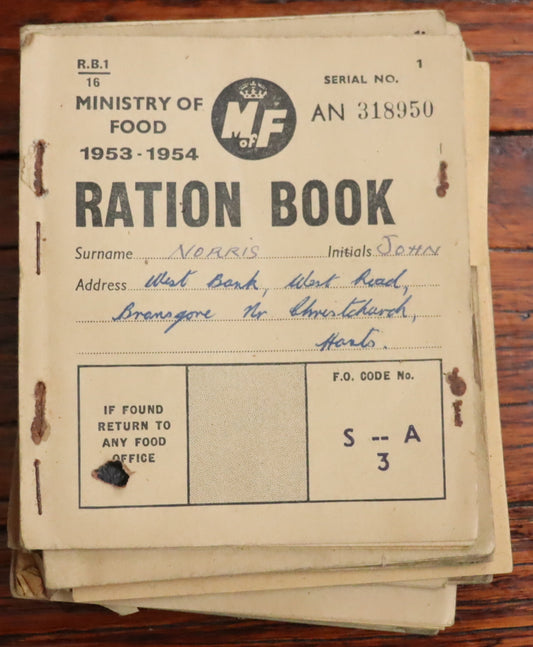 R.B.1
16
MINISTRY OF
FOOD
1953-1954
M of F
SERIAL NO. 1
AN 318950
RATION BOOK
Surname NORRIS Initials JOHN
Address West Bank, West Road,
Bransgore Nr Christchurch,
Hants.
IF FOUND
RETURN TO
ANY FOOD
OFFICE
F.O. CODE No.
S -- A
3